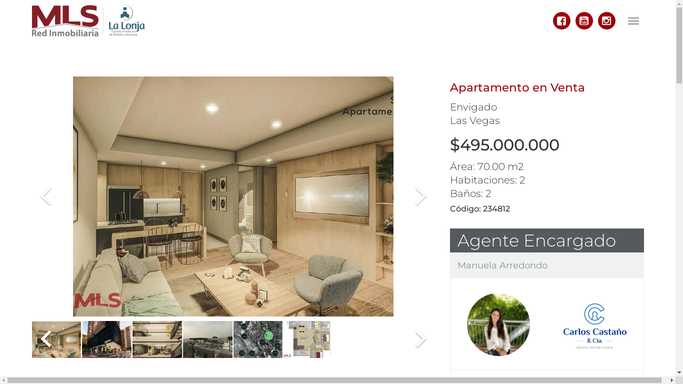 MLS
Red Inmobiliaria
La Lonja
Apartamento en Venta
Envigado
Las Vegas
$495.000.000
Área: 70.00 m2
Habitaciones: 2
Baños: 2
Código: 234812
Agente Encargado
Manuela Arredondo
Carlos Castaño
& Cía.
Apartame
MLS